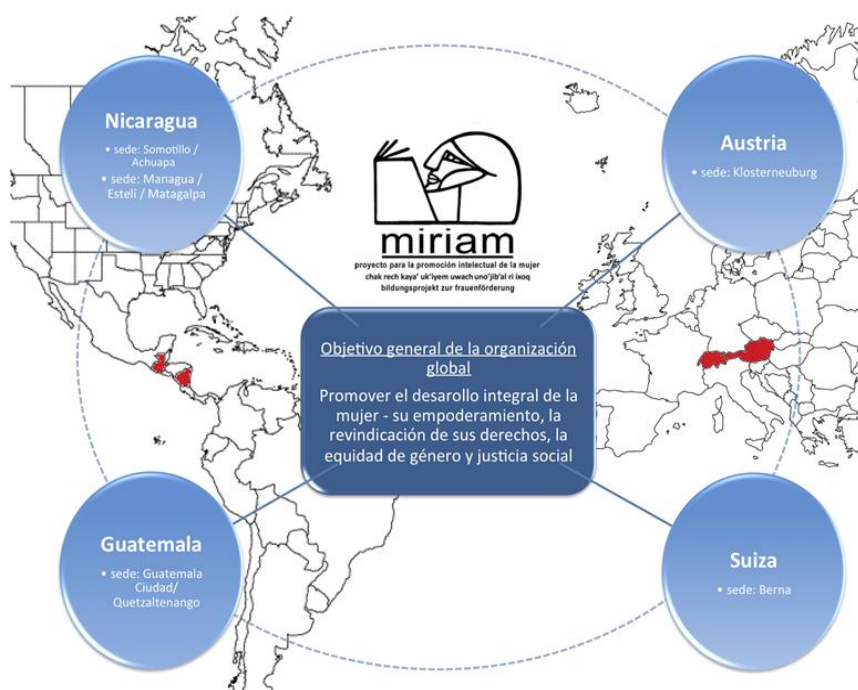 Nicaragua
• sede: Somotillo /
Achuapa
• sede: Managua /
Estelí / Matagalpa
Austria
• sede: Klosterneuburg
miriam
proyecto para la promoción intelectual de la mujer
chak rech kaya' uk'iyem uwach uno'jib'al ri ixoq
bildungsprojekt zur frauenförderung
Objetivo general de la organización
global
Promover el desarollo integral de la
mujer - su empoderamiento, la
revindicación de sus derechos, la
equidad de género y justicia social
Guatemala
• sede: Guatemala
Ciudad/
Quetzaltenango
Suiza
• sede: Berna